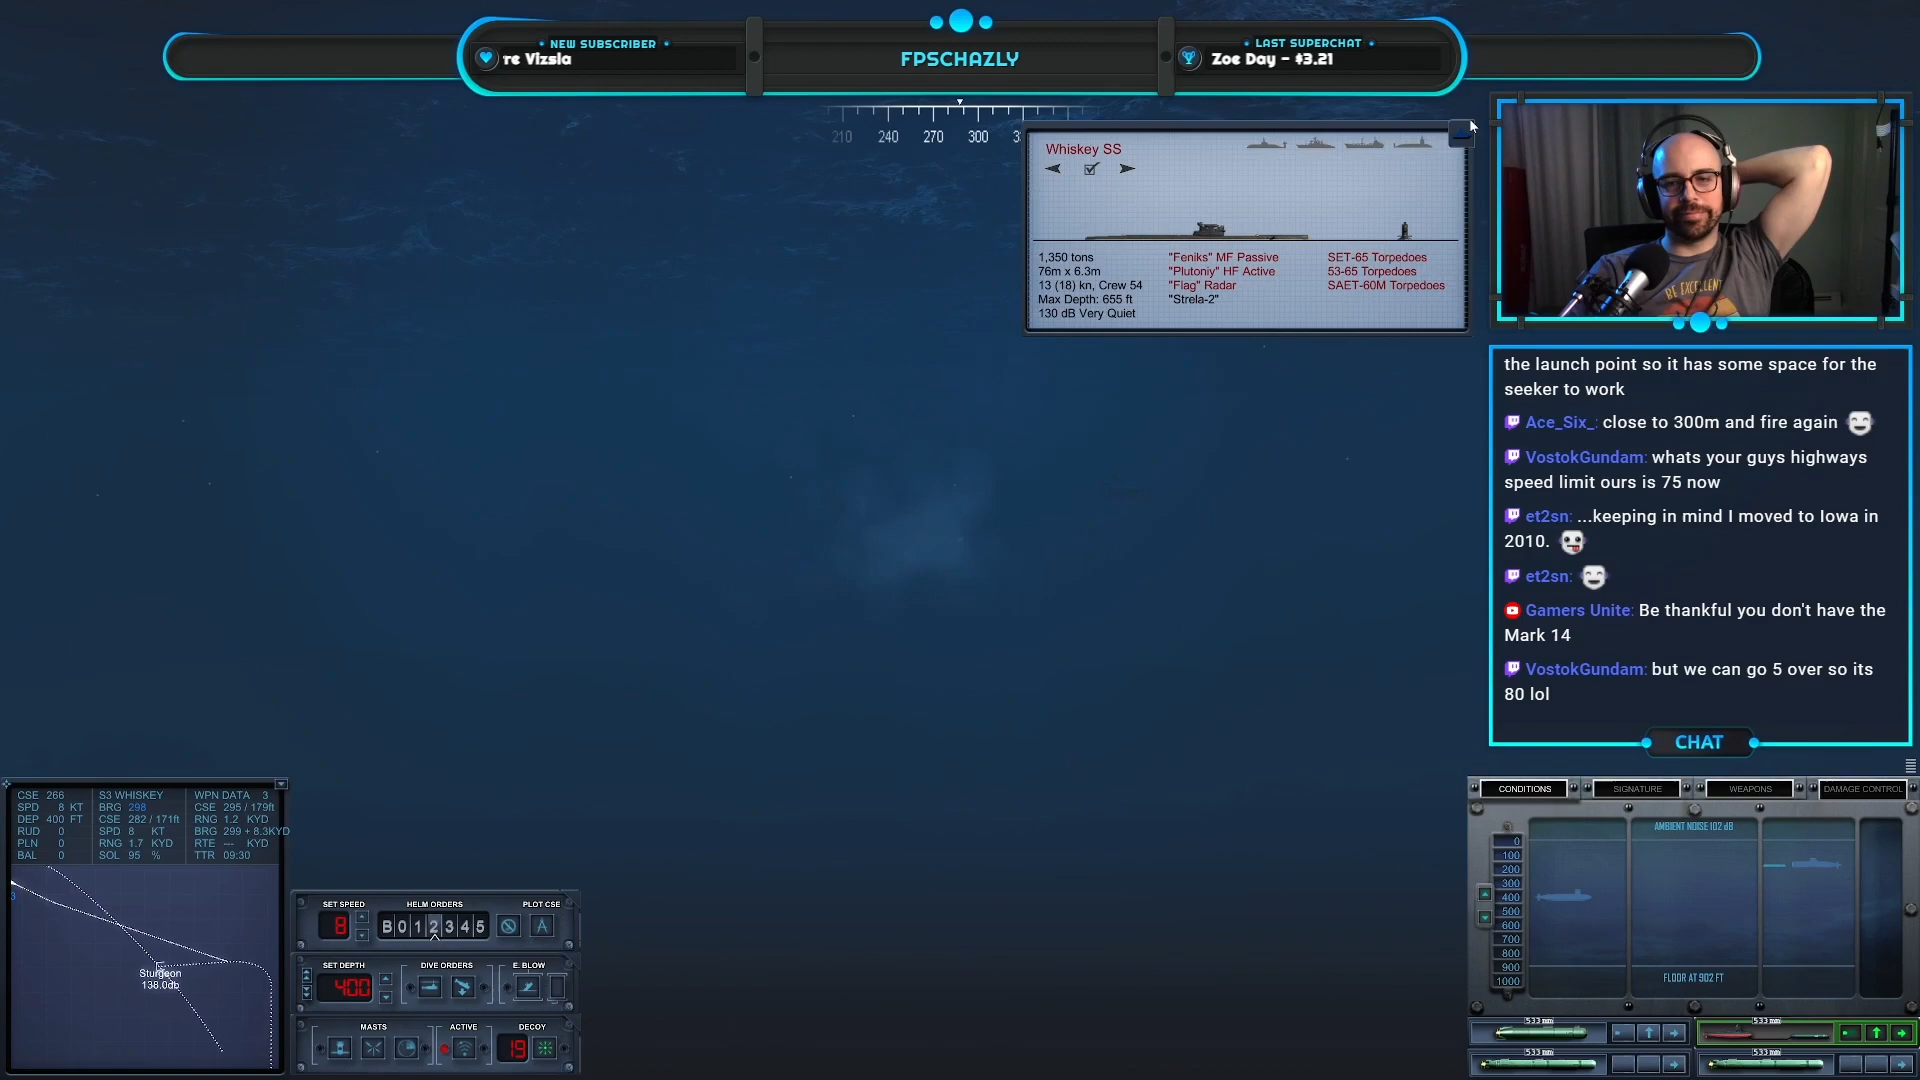 NEW SUBSCRIBER
re Vizsla
FPSCHAZLY
LAST SUPERCHAT
Zoe Day - $3.21
210 240 270 300
Whiskey SS
1,350 tons
76m x 6.3m
13 (18) kn, Crew 54
Max Depth: 655 ft
130 dB Very Quiet
"Feniks" MF Passive
"Plutoniy" HF Active
"Flag" Radar
"Strela-2"
SET-65 Torpedoes
53-65 Torpedoes
SAET-60M Torpedoes
BE EXCELLENT
the launch point so it has some space for the
seeker to work
Ace_Six_: close to 300m and fire again
VostokGundam: whats your guys highways
speed limit ours is 75 now
et2sn: ...keeping in mind I moved to Iowa in
2010.
et2sn:
Gamers Unite: Be thankful you don't have the
Mark 14
VostokGundam: but we can go 5 over so its
80 lol
CHAT
CSE 266
SPD 8 KT
DEP 400 FT
RUD 0
PLN 0
BAL 0
S3 WHISKEY
BRG 298
CSE 282 / 171ft
SPD 8 KT
RNG 1.7 KYD
SOL 95 %
WPN DATA 3
CSE 295 / 179ft
RNG 1.2 KYD
BRG 299 + 8.3KYD
RTE --- KYD
TTR 09:30
3
Sturgeon
138.0db
SET SPEED
8
HELM ORDERS
B 0 1 2 3 4 5
PLOT CSE
A
SET DEPTH
400
DIVE ORDERS
E. BLOW
MASTS
ACTIVE
DECOY
19
CONDITIONS
SIGNATURE
WEAPONS
DAMAGE CONTROL
AMBIENT NOISE 102 dB
0
100
200
300
400
500
600
700
800
900
1000
FLOOR AT 902 FT
533 mm
533 mm
533 mm
533 mm